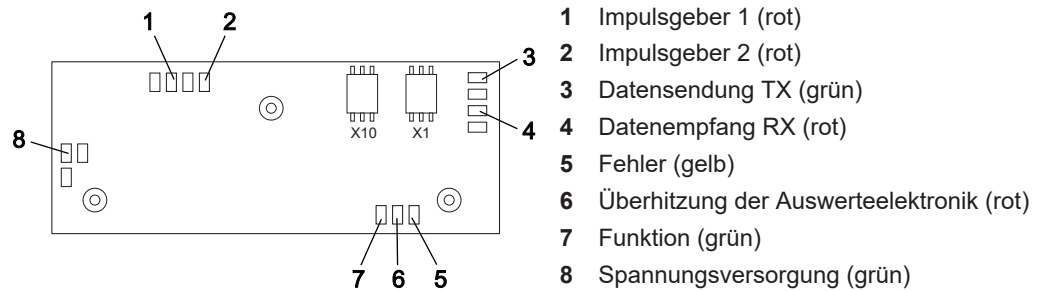 1 2
3
4
8
X10 X1
7 6 5
1 Impulsgeber 1 (rot)
2 Impulsgeber 2 (rot)
3 Datensendung TX (grün)
4 Datenempfang RX (rot)
5 Fehler (gelb)
6 Überhitzung der Auswerteelektronik (rot)
7 Funktion (grün)
8 Spannungsversorgung (grün)